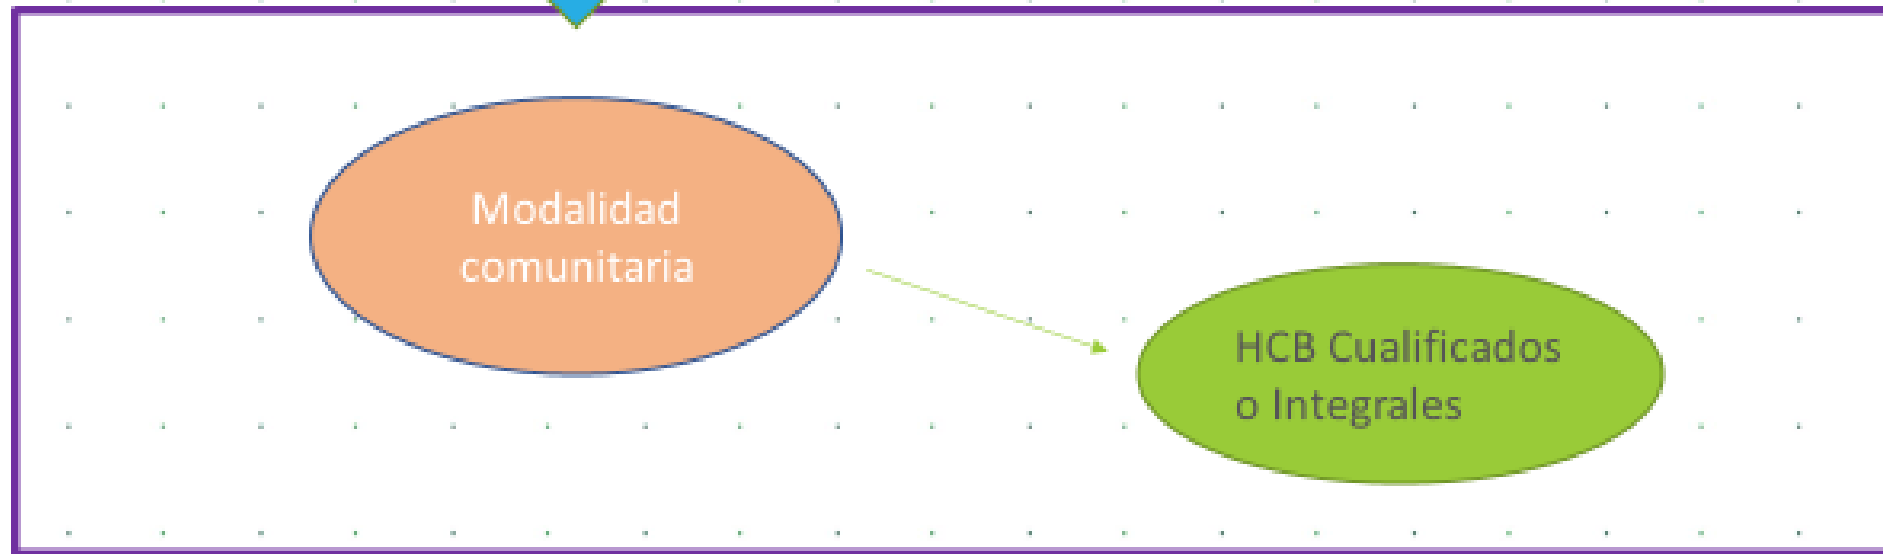 Modalidad
comunitaria
HCB Cualificados
o Integrales